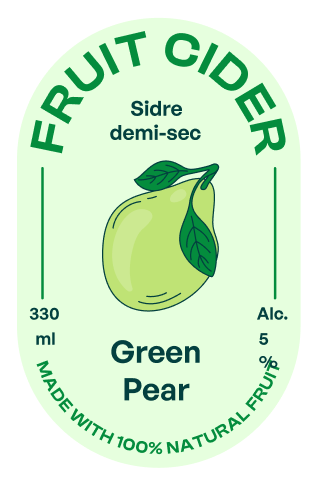 FRUIT CIDER
Sidre
demi-sec
330
ml
Alc.
5
%
Green
Pear
MADE WITH 100% NATURAL FRUIT